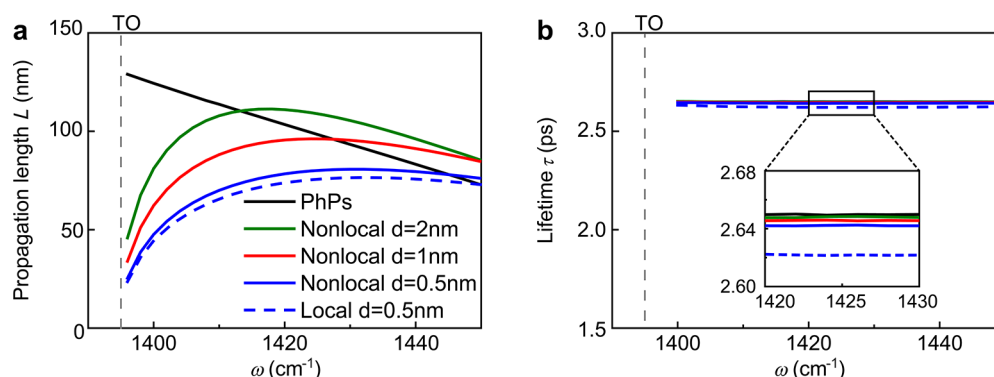 a
TO
Propagation length L (nm)
150
100
50
0
PhPs
Nonlocal d=2nm
Nonlocal d=1nm
Nonlocal d=0.5nm
Local d=0.5nm
1400
1420
1440
ω (cm⁻¹)
b
TO
Lifetime τ (ps)
3.0
2.5
2.0
1.5
2.68
2.64
2.60
1420
1425
1430
1400
1420
1440
ω (cm⁻¹)